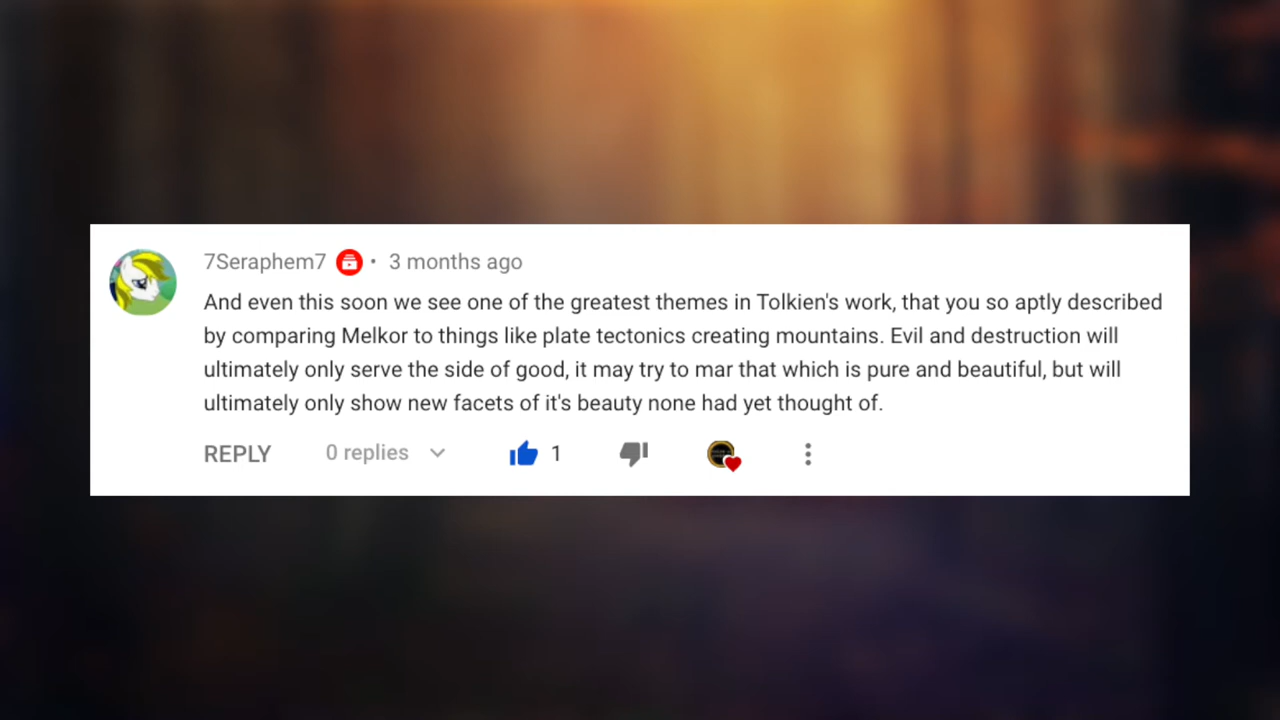 7Seraphem7 • 3 months ago
And even this soon we see one of the greatest themes in Tolkien's work, that you so aptly described
by comparing Melkor to things like plate tectonics creating mountains. Evil and destruction will
ultimately only serve the side of good, it may try to mar that which is pure and beautiful, but will
ultimately only show new facets of it's beauty none had yet thought of.
REPLY 0 replies 1